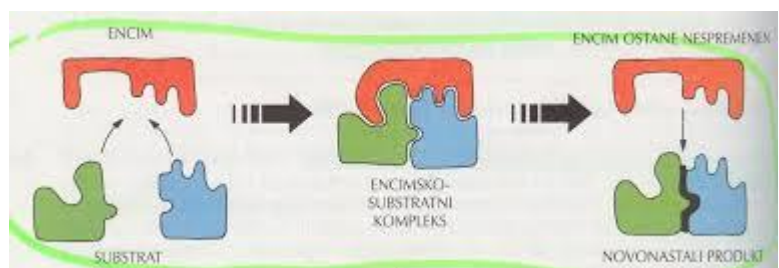 ENCIM
SUBSTRAT
ENCIMSKO-
SUBSTRATNI
KOMPLEKS
ENCIM OSTANE NESPREMENJEN
NOVONASTALI PRODUKT